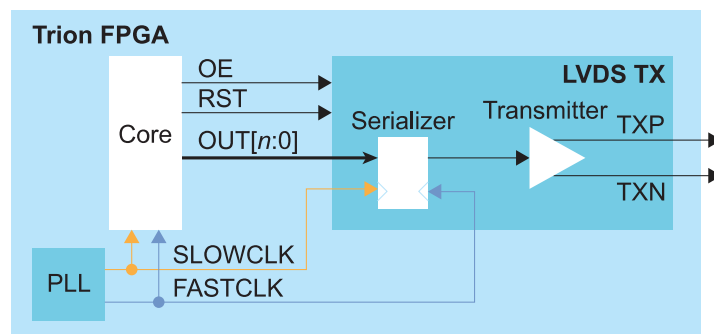 Trion FPGA
LVDS TX
OE
RST
Core
OUT[n:0]
Serializer
Transmitter
TXP
TXN
PLL
SLOWCLK
FASTCLK